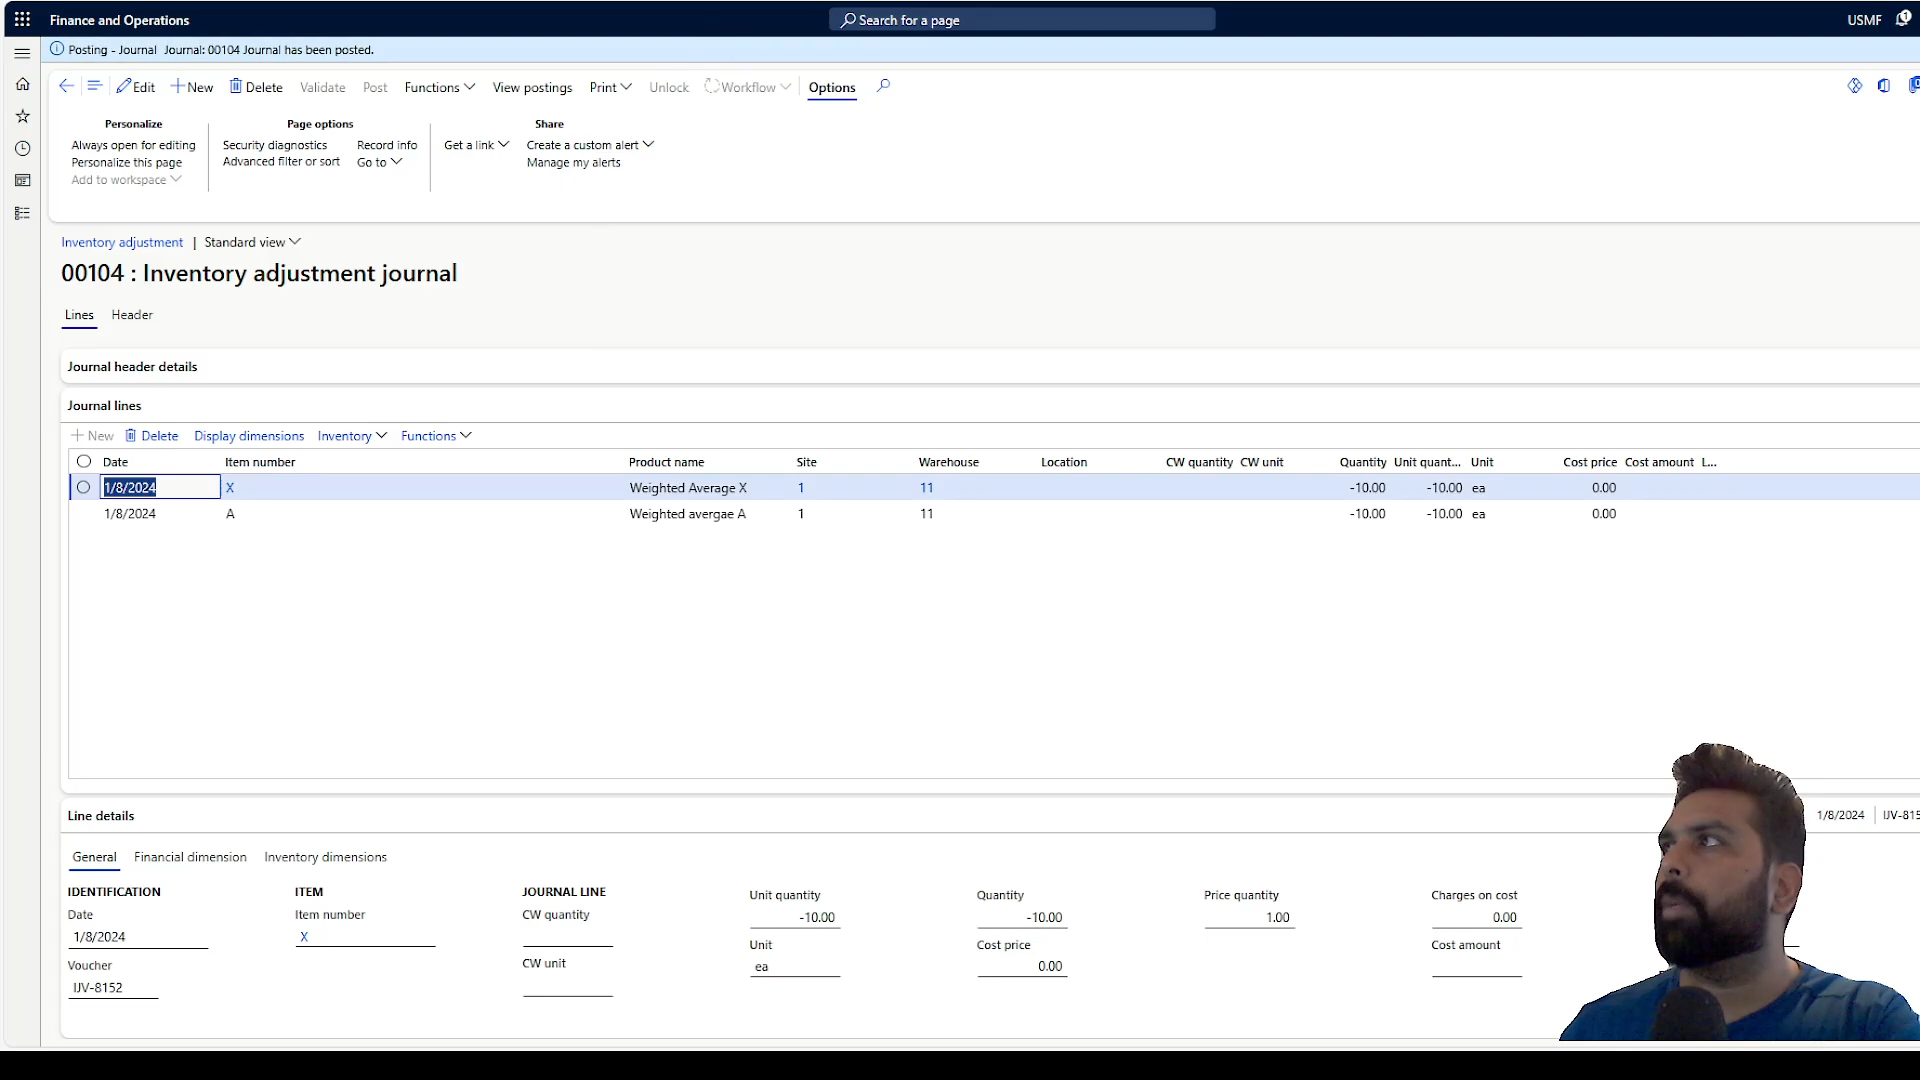 Finance and Operations
Search for a page
USMF
1
Posting - Journal Journal: 00104 Journal has been posted.
Edit New Delete Validate Post Functions View postings Print Unlock Workflow Options
Personalize
Always open for editing
Personalize this page
Add to workspace
Page options
Security diagnostics Record info
Advanced filter or sort Go to
Share
Get a link Create a custom alert
Manage my alerts
Inventory adjustment | Standard view
00104 : Inventory adjustment journal
Lines Header
Journal header details
Journal lines
New Delete Display dimensions Inventory Functions
Date Item number Product name Site Warehouse Location CW quantity CW unit Quantity Unit quant... Unit Cost price Cost amount L...
1/8/2024 X Weighted Average X 1 11 -10.00 -10.00 ea 0.00
1/8/2024 A Weighted avergae A 1 11 -10.00 -10.00 ea 0.00
Line details
1/8/2024 IJV-815
General Financial dimension Inventory dimensions
IDENTIFICATION
Date
1/8/2024
Voucher
IJV-8152
ITEM
Item number
X
JOURNAL LINE
CW quantity
CW unit
Unit quantity
-10.00
Unit
ea
Quantity
-10.00
Cost price
0.00
Price quantity
1.00
Charges on cost
0.00
Cost amount